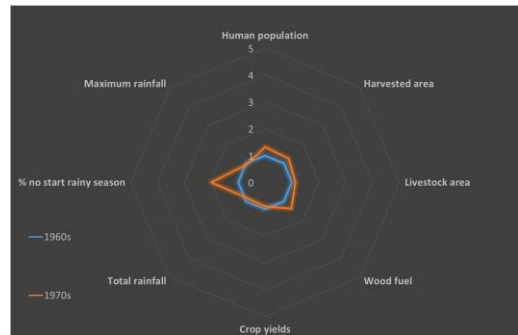 Human population
5
Maximum rainfall
4
Harvested area
3
2
1
% no start rainy season
0
Livestock area
1960s
Total rainfall
Wood fuel
1970s
Crop yields